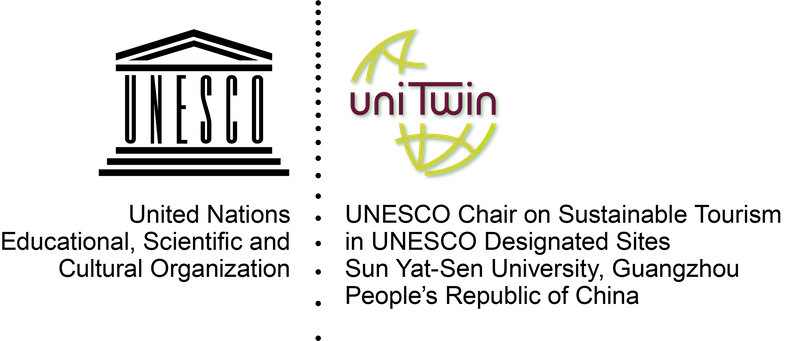 UNESCO
United Nations
Educational, Scientific and
Cultural Organization
uniTwin
UNESCO Chair on Sustainable Tourism
in UNESCO Designated Sites
Sun Yat-Sen University, Guangzhou
People’s Republic of China